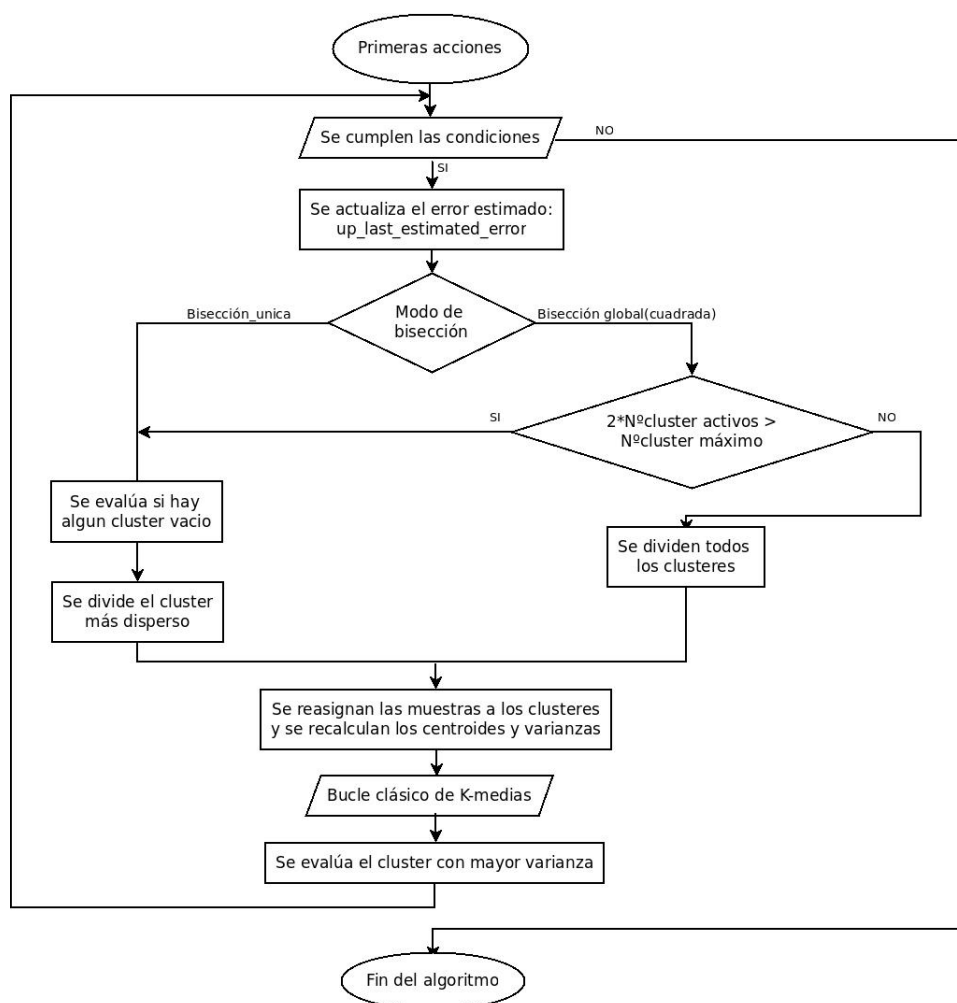 Primeras acciones
Se cumplen las condiciones
NO
SI
Se actualiza el error estimado:
up_last_estimated_error
Bisección_unica
Modo de
bisección
Bisección global(cuadrada)
SI
2*Nºcluster activos >
Nºcluster máximo
NO
Se evalúa si hay
algun cluster vacio
Se dividen todos
los clusteres
Se divide el cluster
más disperso
Se reasignan las muestras a los clusteres
y se recalculan los centroides y varianzas
Bucle clásico de K-medias
Se evalúa el cluster con mayor varianza
Fin del algoritmo